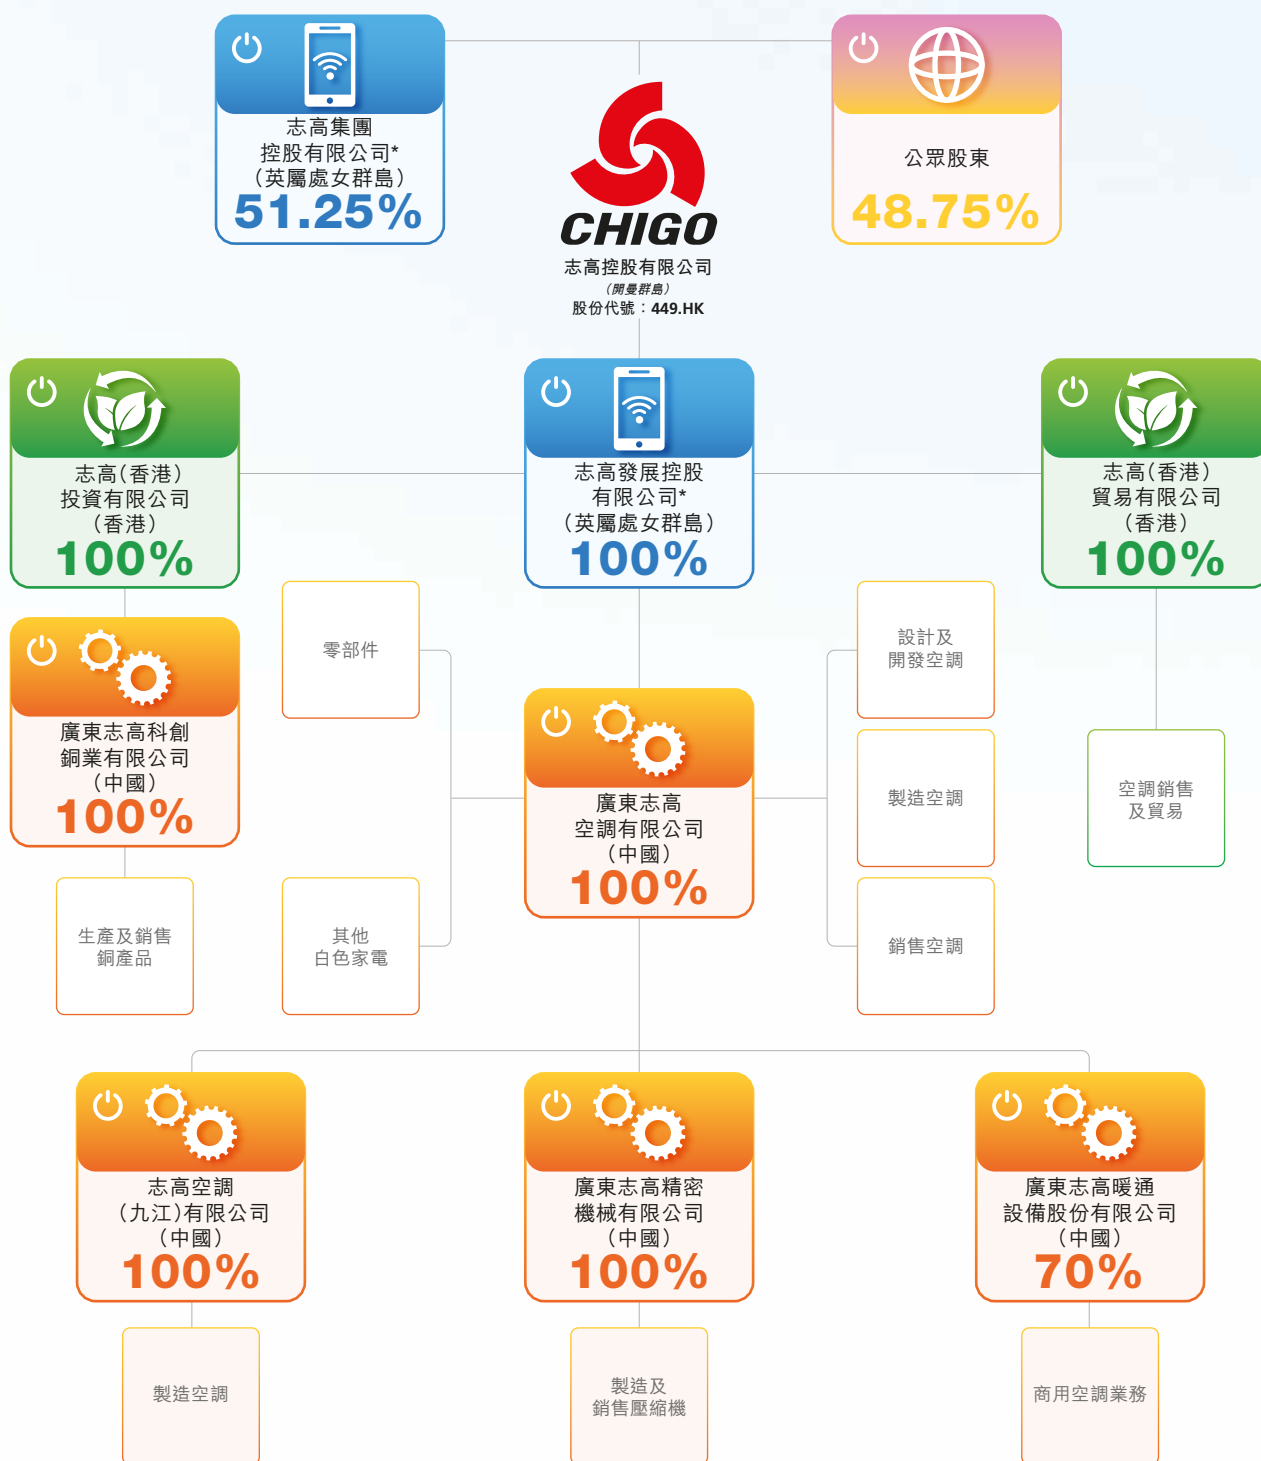 志高集團
控股有限公司*
（英屬處女群島）
51.25%
CHIGO
志高控股有限公司
（開曼群島）
股份代號：449.HK
公眾股東
48.75%
志高（香港）
投資有限公司
（香港）
100%
志高發展控股
有限公司*
（英屬處女群島）
100%
志高（香港）
貿易有限公司
（香港）
100%
廣東志高科創
銅業有限公司
（中國）
100%
零部件
設計及
開發空調
廣東志高
空調有限公司
（中國）
100%
製造空調
空調銷售
及貿易
生產及銷售
銅產品
其他
白色家電
銷售空調
志高空調
（九江）有限公司
（中國）
100%
廣東志高精密
機械有限公司
（中國）
100%
廣東志高暖通
設備股份有限公司
（中國）
70%
製造空調
製造及
銷售壓縮機
商用空調業務